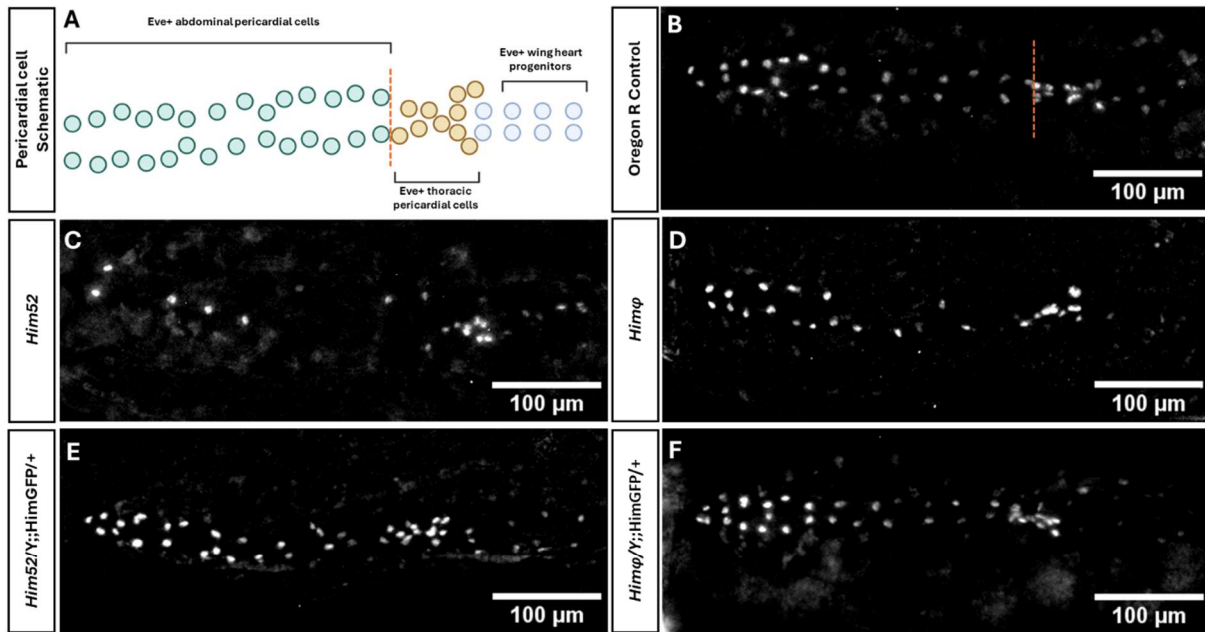 Pericardial cell
Schematic
A
Eve+ abdominal pericardial cells
Eve+ wing heart
progenitors
Eve+ thoracic
pericardial cells
Oregon R Control
B
100 µm
Him52
C
100 µm
Himφ
D
100 µm
Him52/Y;;HimGFP/+
E
100 µm
Himφ/Y;;HimGFP/+
F
100 µm